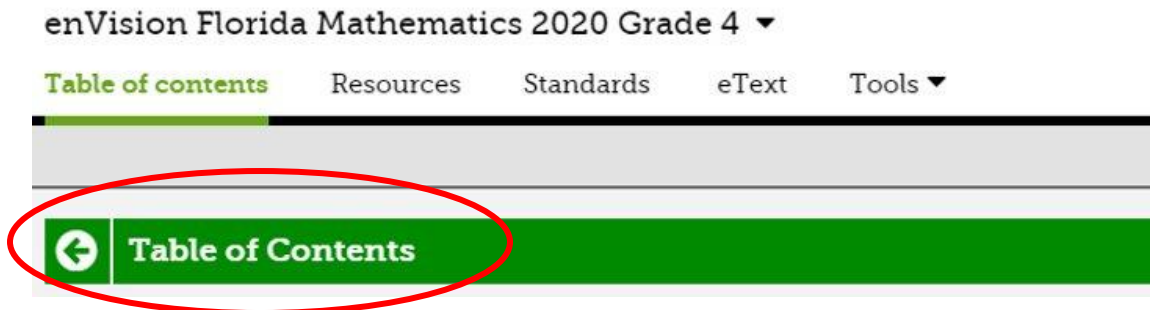 enVision Florida Mathematics 2020 Grade 4
Table of contents Resources Standards eText Tools
Table of Contents